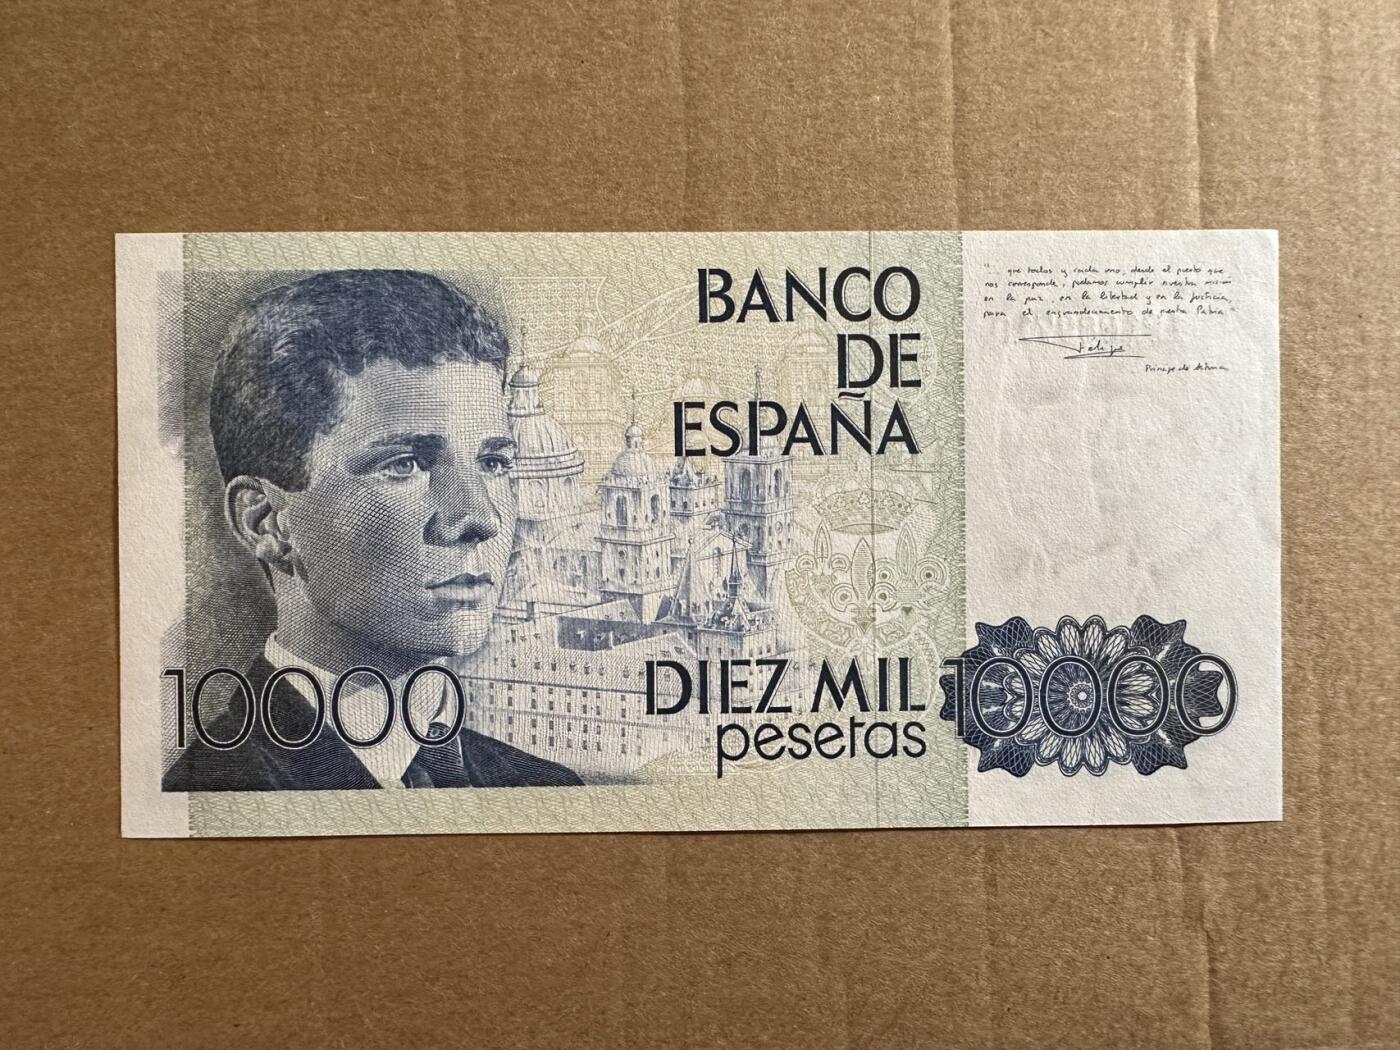 BANCO
DE
ESPAÑA
"... que todos y cada uno, desde el puesto que
nos corresponde, podamos cumplir nuestra misión
en la paz, en la libertad y en la justicia,
para el engrandecimiento de nuestra Patria."
Felipe
Príncipe de Asturias
10000
DIEZ MIL
pesetas
10000